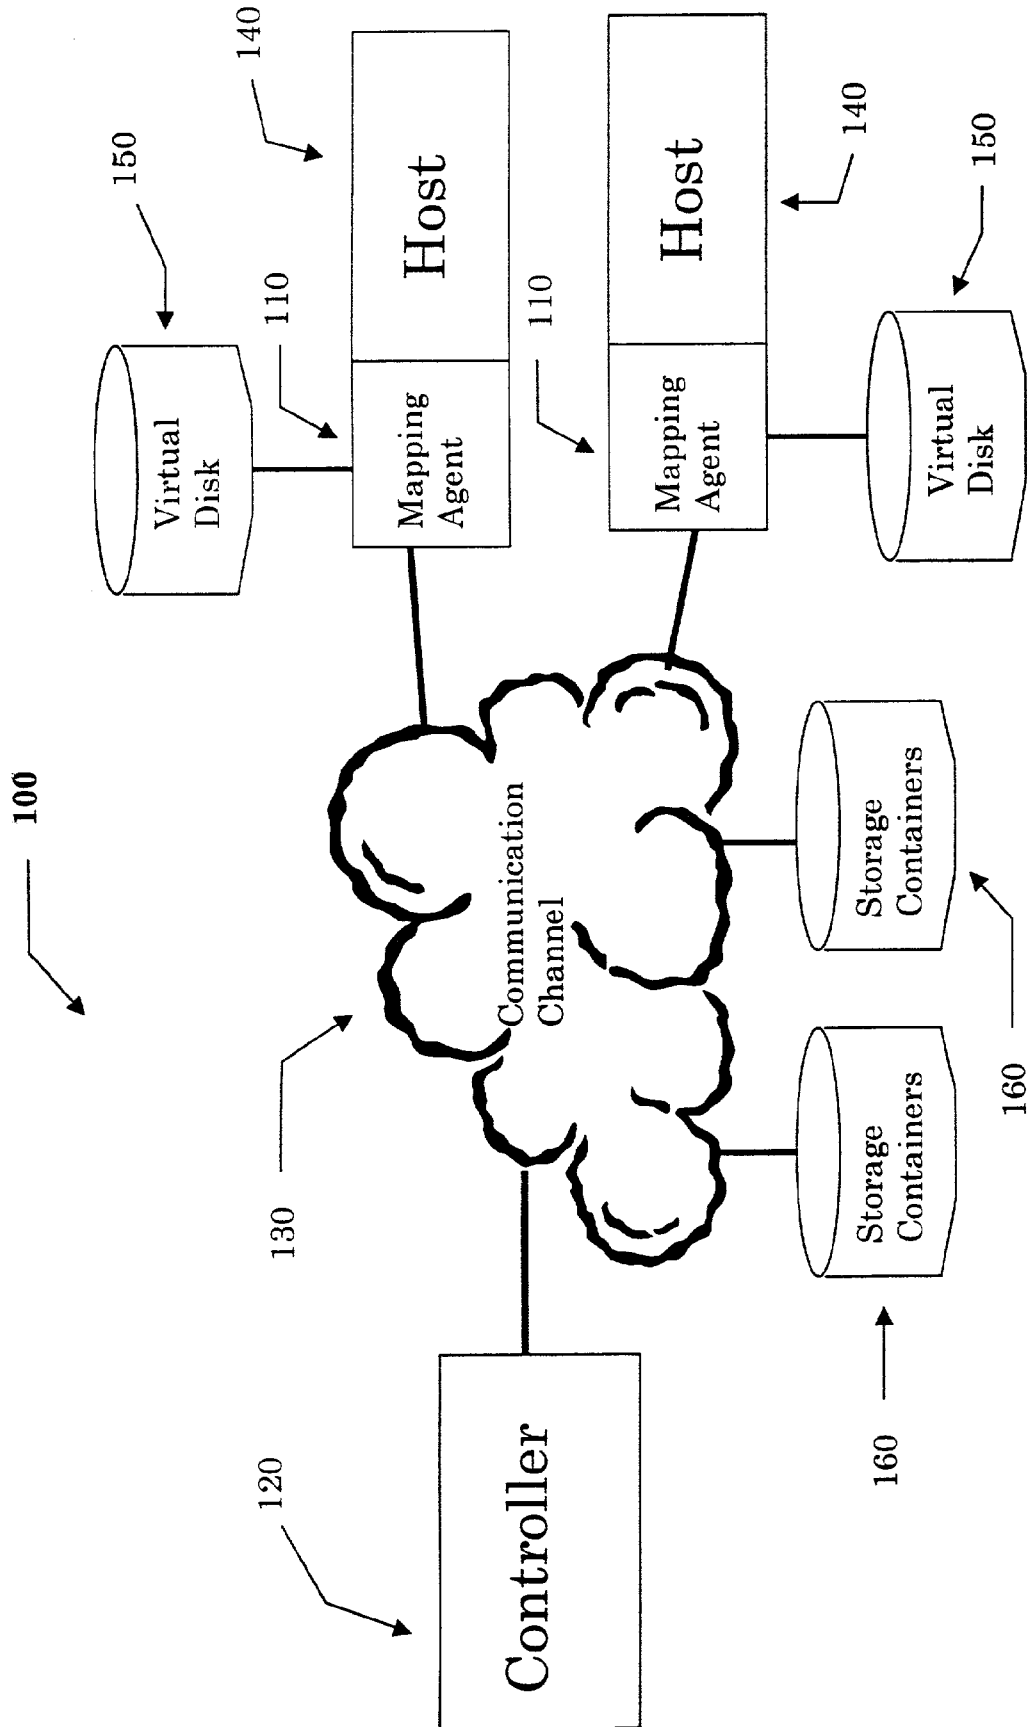 100
120
Controller
130
Communication
Channel
160
Storage
Containers
160
Storage
Containers
150
Virtual
Disk
110
Mapping
Agent
140
Host
110
Mapping
Agent
Host
140
Virtual
Disk
150